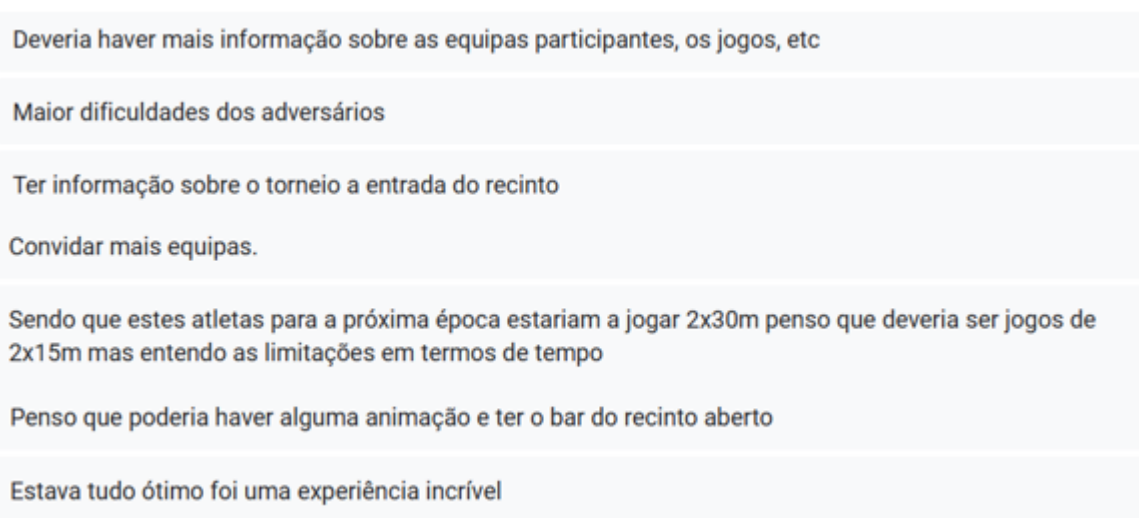 Deveria haver mais informação sobre as equipas participantes, os jogos, etc
Maior dificuldades dos adversários
Ter informação sobre o torneio a entrada do recinto
Convidar mais equipas.
Sendo que estes atletas para a próxima época estariam a jogar 2x30m penso que deveria ser jogos de
2x15m mas entendo as limitações em termos de tempo
Penso que poderia haver alguma animação e ter o bar do recinto aberto
Estava tudo ótimo foi uma experiência incrível